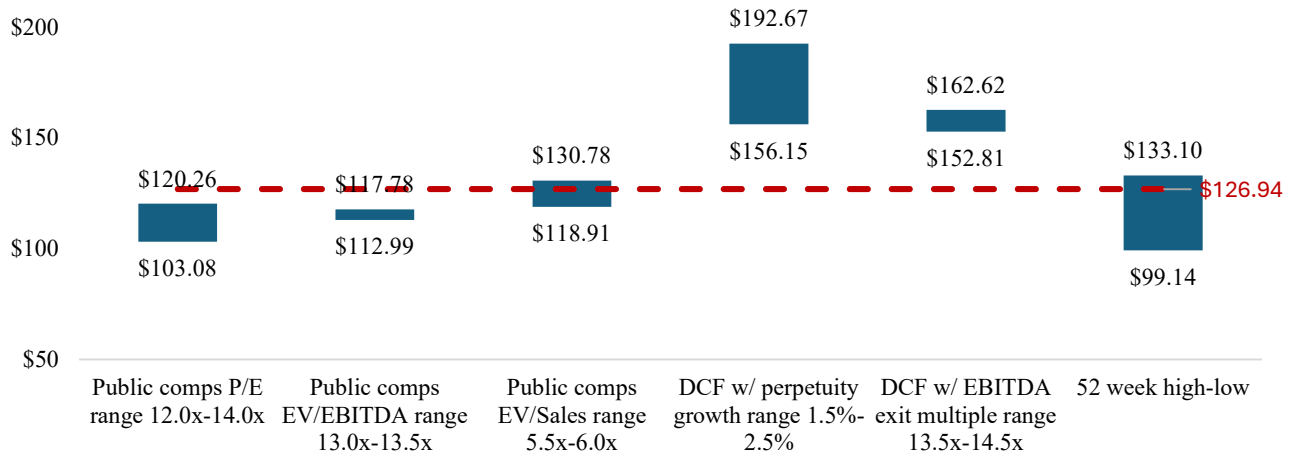 $200
$150
$100
$50
$120.26
$103.08
$117.78
$112.99
$130.78
$118.91
$192.67
$156.15
$162.62
$152.81
$133.10
$99.14
$126.94
Public comps P/E
range 12.0x-14.0x
Public comps
EV/EBITDA range
13.0x-13.5x
Public comps
EV/Sales range
5.5x-6.0x
DCF w/ perpetuity
growth range 1.5%-
2.5%
DCF w/ EBITDA
exit multiple range
13.5x-14.5x
52 week high-low